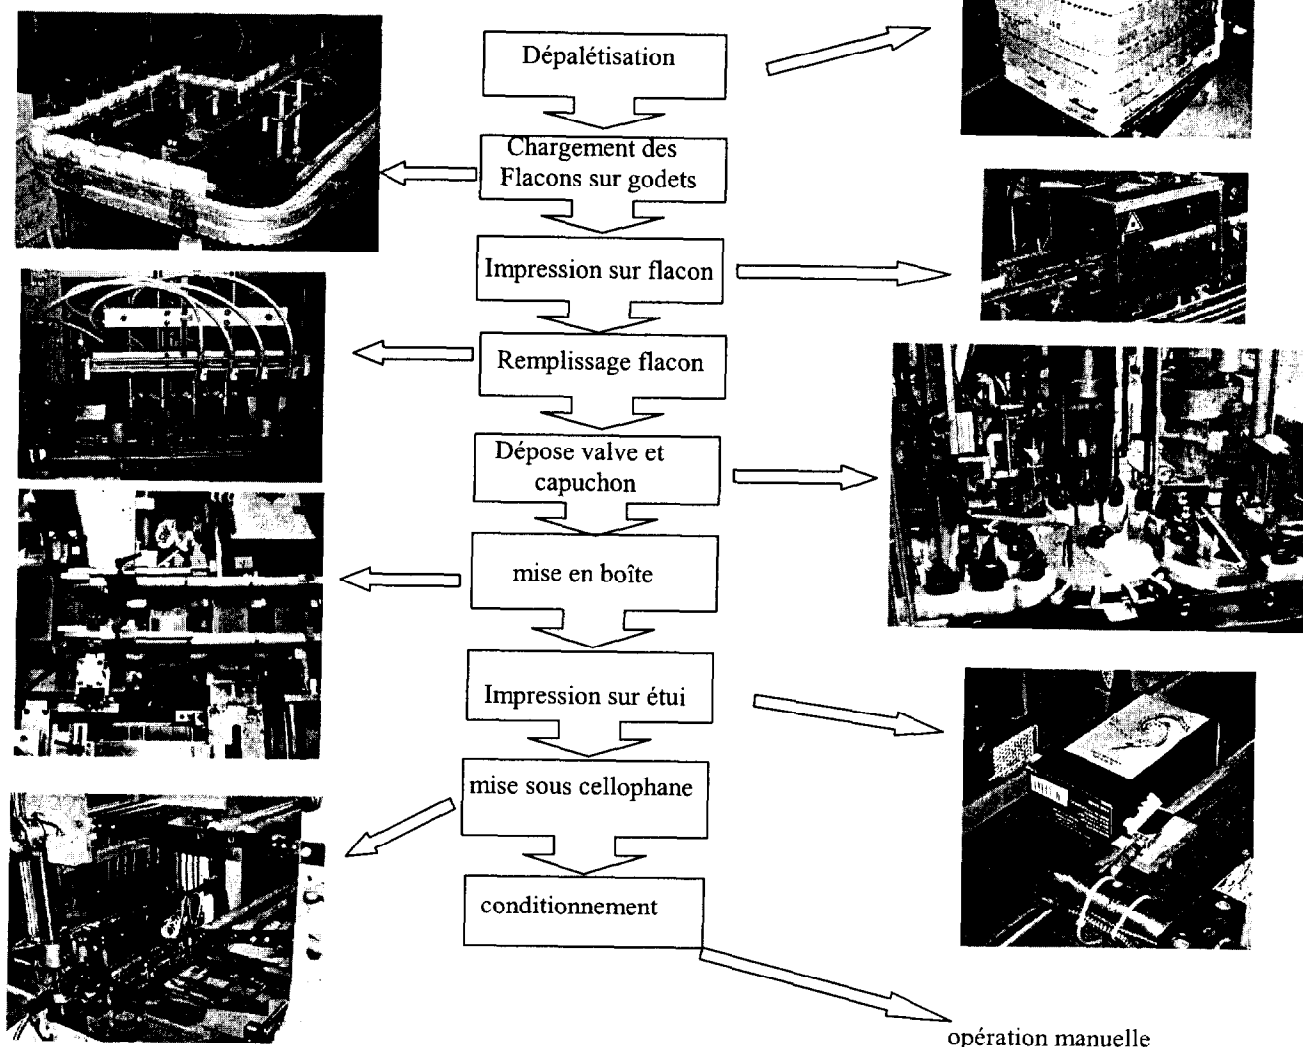 Dépalétisation
Chargement des
Flacons sur godets
Impression sur flacon
Remplissage flacon
Dépose valve et
capuchon
mise en boîte
Impression sur étui
mise sous cellophane
conditionnement
opération manuelle